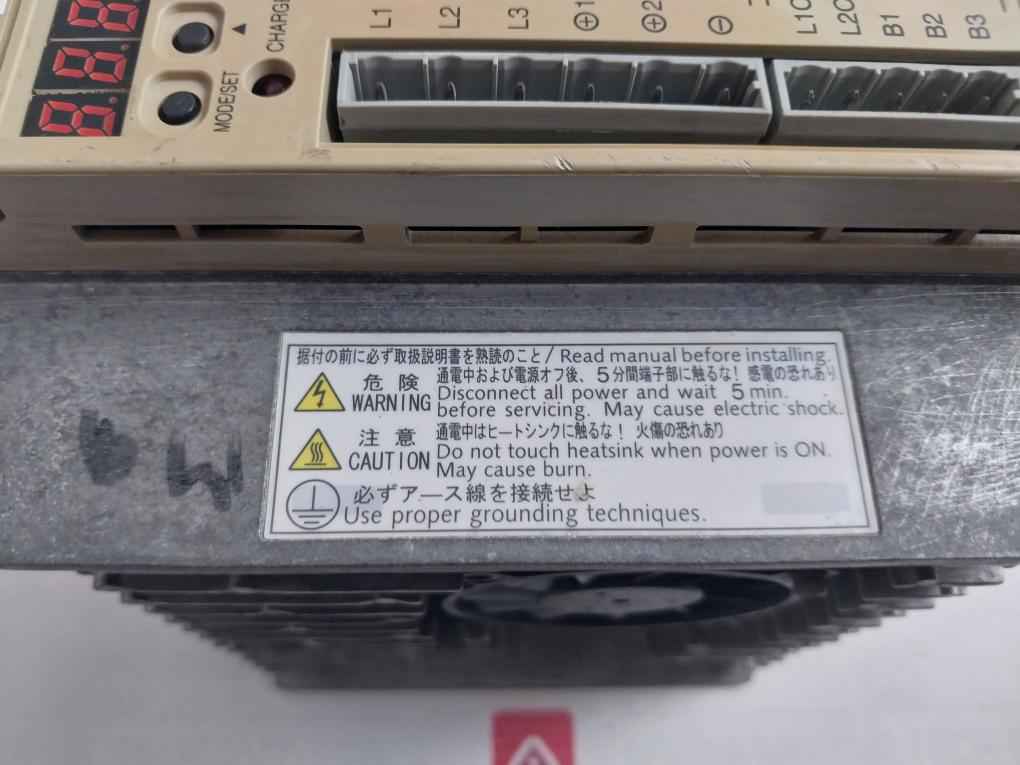 8.8.8.
▲
MODE/SET
CHARGE
L1 L2 L3 ⊕1 ⊕2 ⊖
L1C L2C B1 B2 B3
据付の前に必ず取扱説明書を熟読のこと / Read manual before installing.
危険
WARNING
通電中および電源オフ後、5分間端子部に触るな! 感電の恐れあり
Disconnect all power and wait 5 min.
before servicing. May cause electric shock.
注意
CAUTION
通電中はヒートシンクに触るな! 火傷の恐れあり
Do not touch heatsink when power is ON.
May cause burn.
必ずアース線を接続せよ
Use proper grounding techniques.